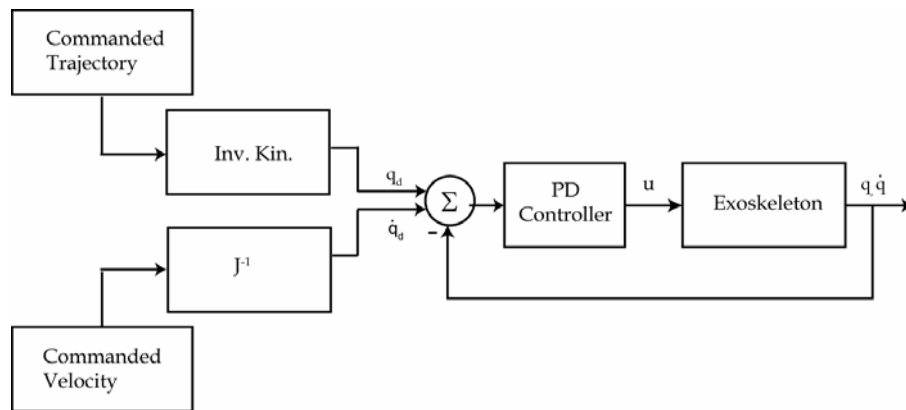 Commanded
Trajectory
Inv. Kin.
q_d
q̇_d
Σ
-
PD
Controller
u
Exoskeleton
q q̇
J⁻¹
Commanded
Velocity